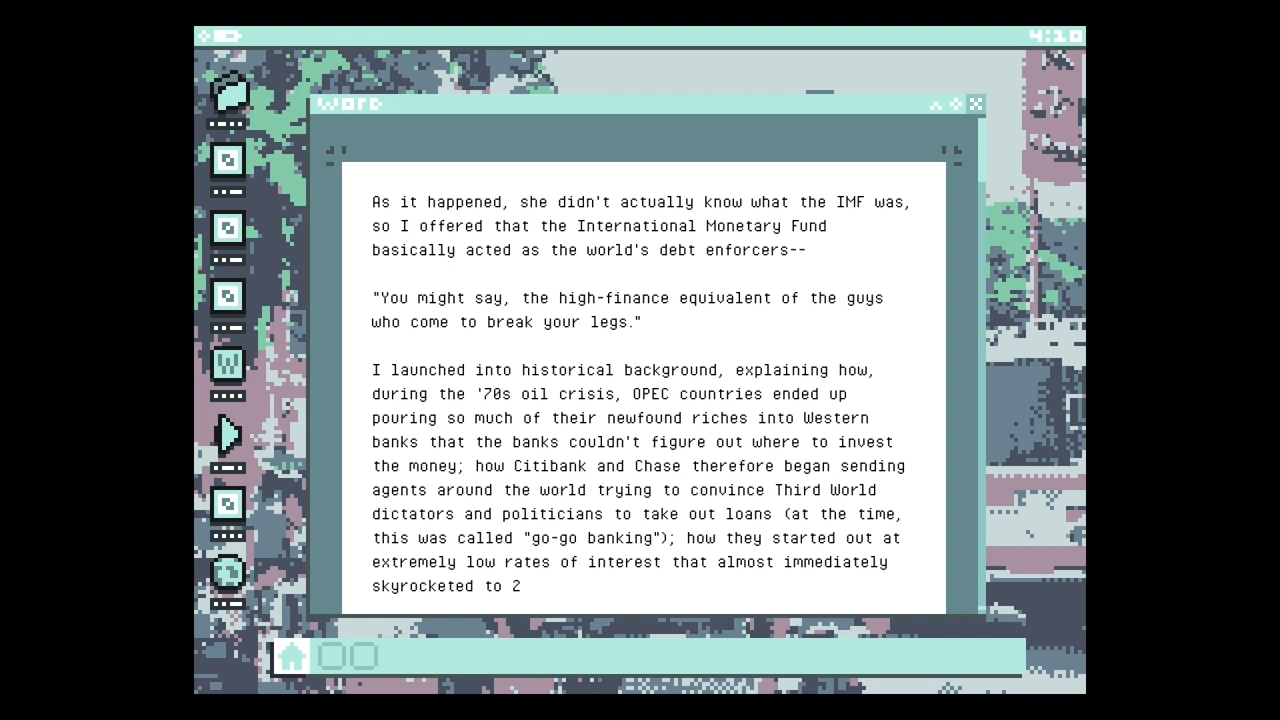 4:10
Word
As it happened, she didn't actually know what the IMF was,
so I offered that the International Monetary Fund
basically acted as the world's debt enforcers--
"You might say, the high-finance equivalent of the guys
who come to break your legs."
I launched into historical background, explaining how,
during the '70s oil crisis, OPEC countries ended up
pouring so much of their newfound riches into Western
banks that the banks couldn't figure out where to invest
the money; how Citibank and Chase therefore began sending
agents around the world trying to convince Third World
dictators and politicians to take out loans (at the time,
this was called "go-go banking"); how they started out at
extremely low rates of interest that almost immediately
skyrocketed to 2
W